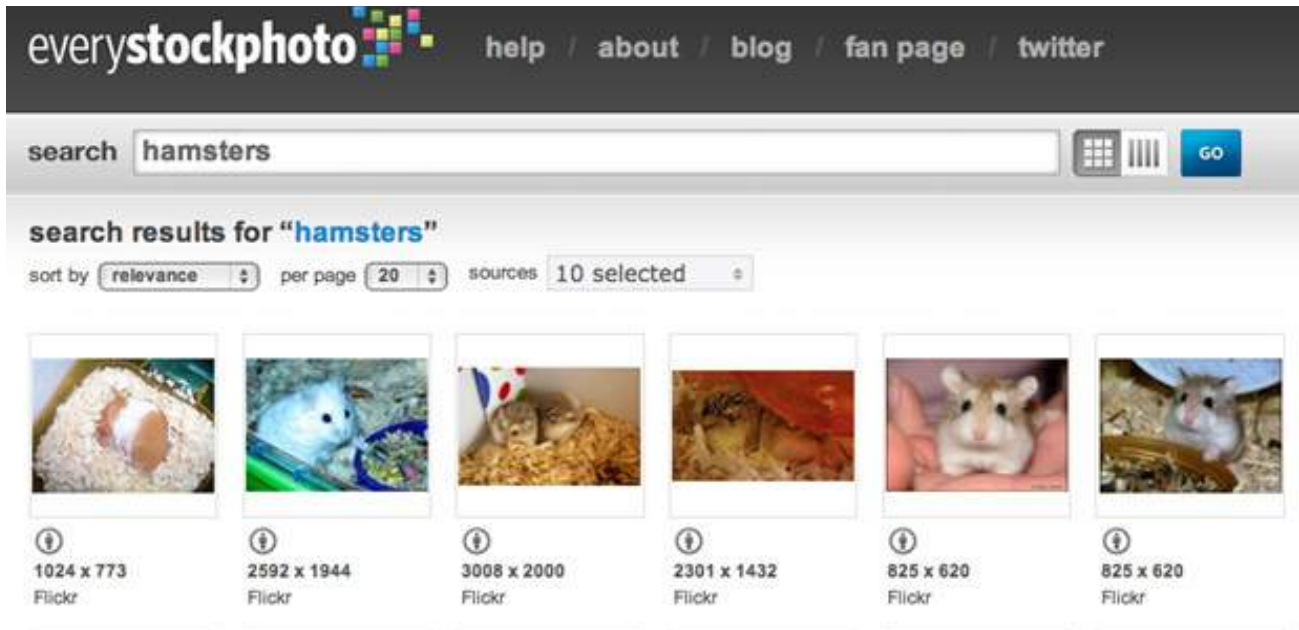 everystockphoto help / about / blog / fan page / twitter
search hamsters GO
search results for “hamsters”
sort by relevance per page 20 sources 10 selected
1024 x 773 2592 x 1944 3008 x 2000 2301 x 1432 825 x 620 825 x 620
Flickr Flickr Flickr Flickr Flickr Flickr